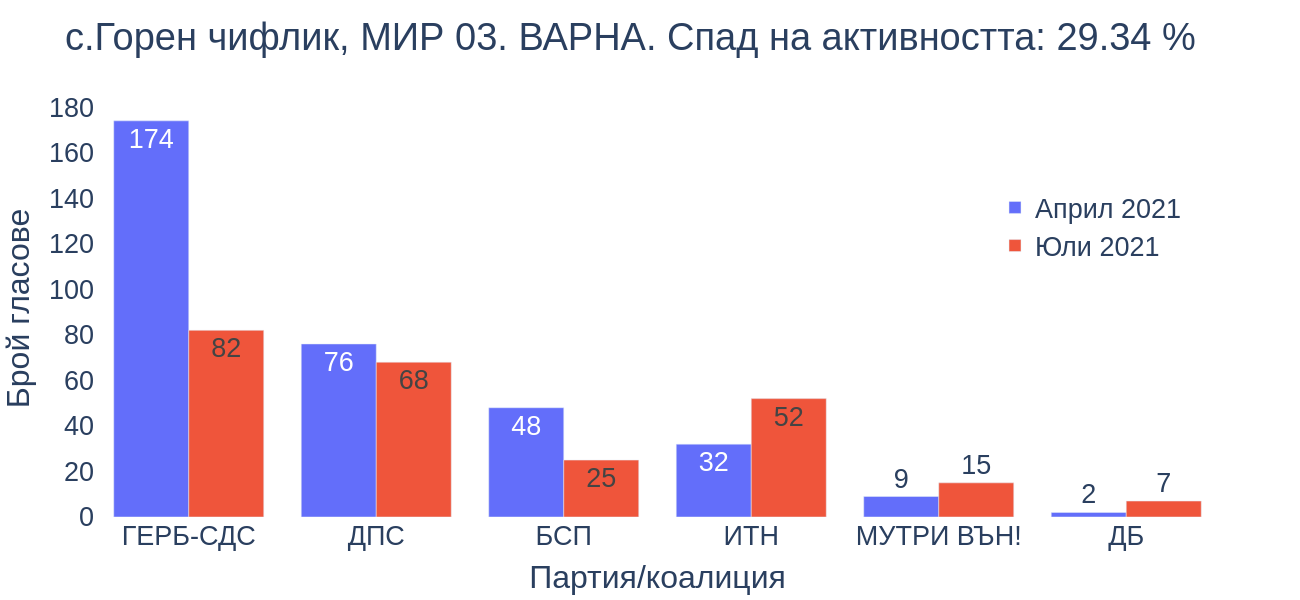 с.Горен чифлик, МИР 03. ВАРНА. Спад на активността: 29.34 %
Брой гласове
180
160
140
120
100
80
60
40
20
0
174
82
76
68
48
25
32
52
9
15
2
7
Април 2021
Юли 2021
ГЕРБ-СДС
ДПС
БСП
ИТН
МУТРИ ВЪН!
ДБ
Партия/коалиция